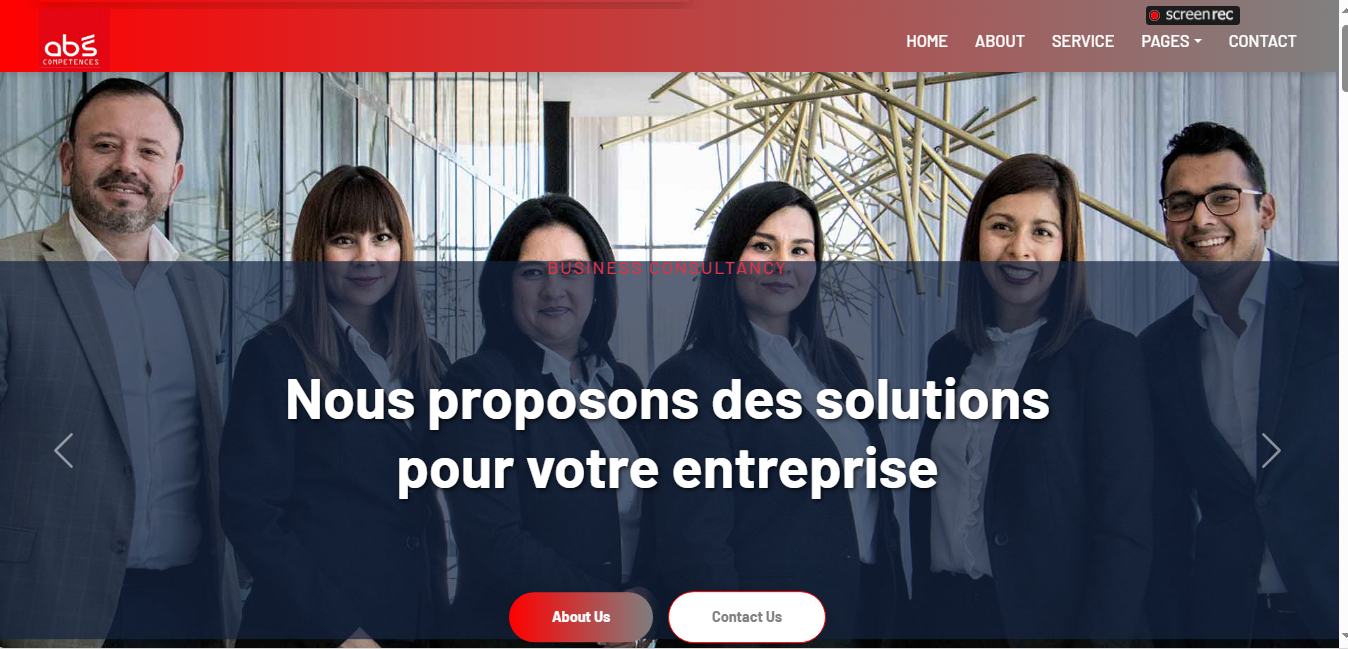 screenrec
abs
COMPETENCES
HOME ABOUT SERVICE PAGES CONTACT
BUSINESS CONSULTANCY
Nous proposons des solutions
pour votre entreprise
About Us Contact Us